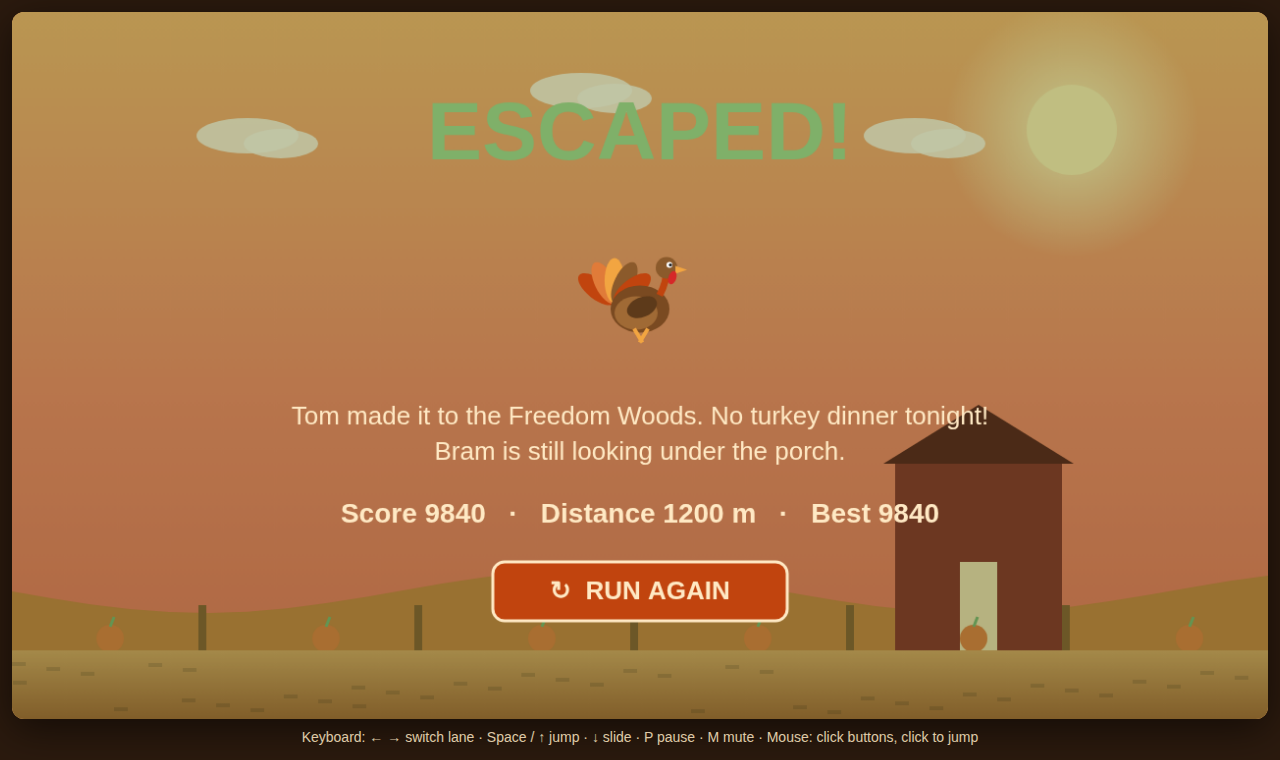 ESCAPED!
Tom made it to the Freedom Woods. No turkey dinner tonight!
Bram is still looking under the porch.
Score 9840 · Distance 1200 m · Best 9840
↻ RUN AGAIN
Keyboard: ← → switch lane · Space / ↑ jump · ↓ slide · P pause · M mute · Mouse: click buttons, click to jump